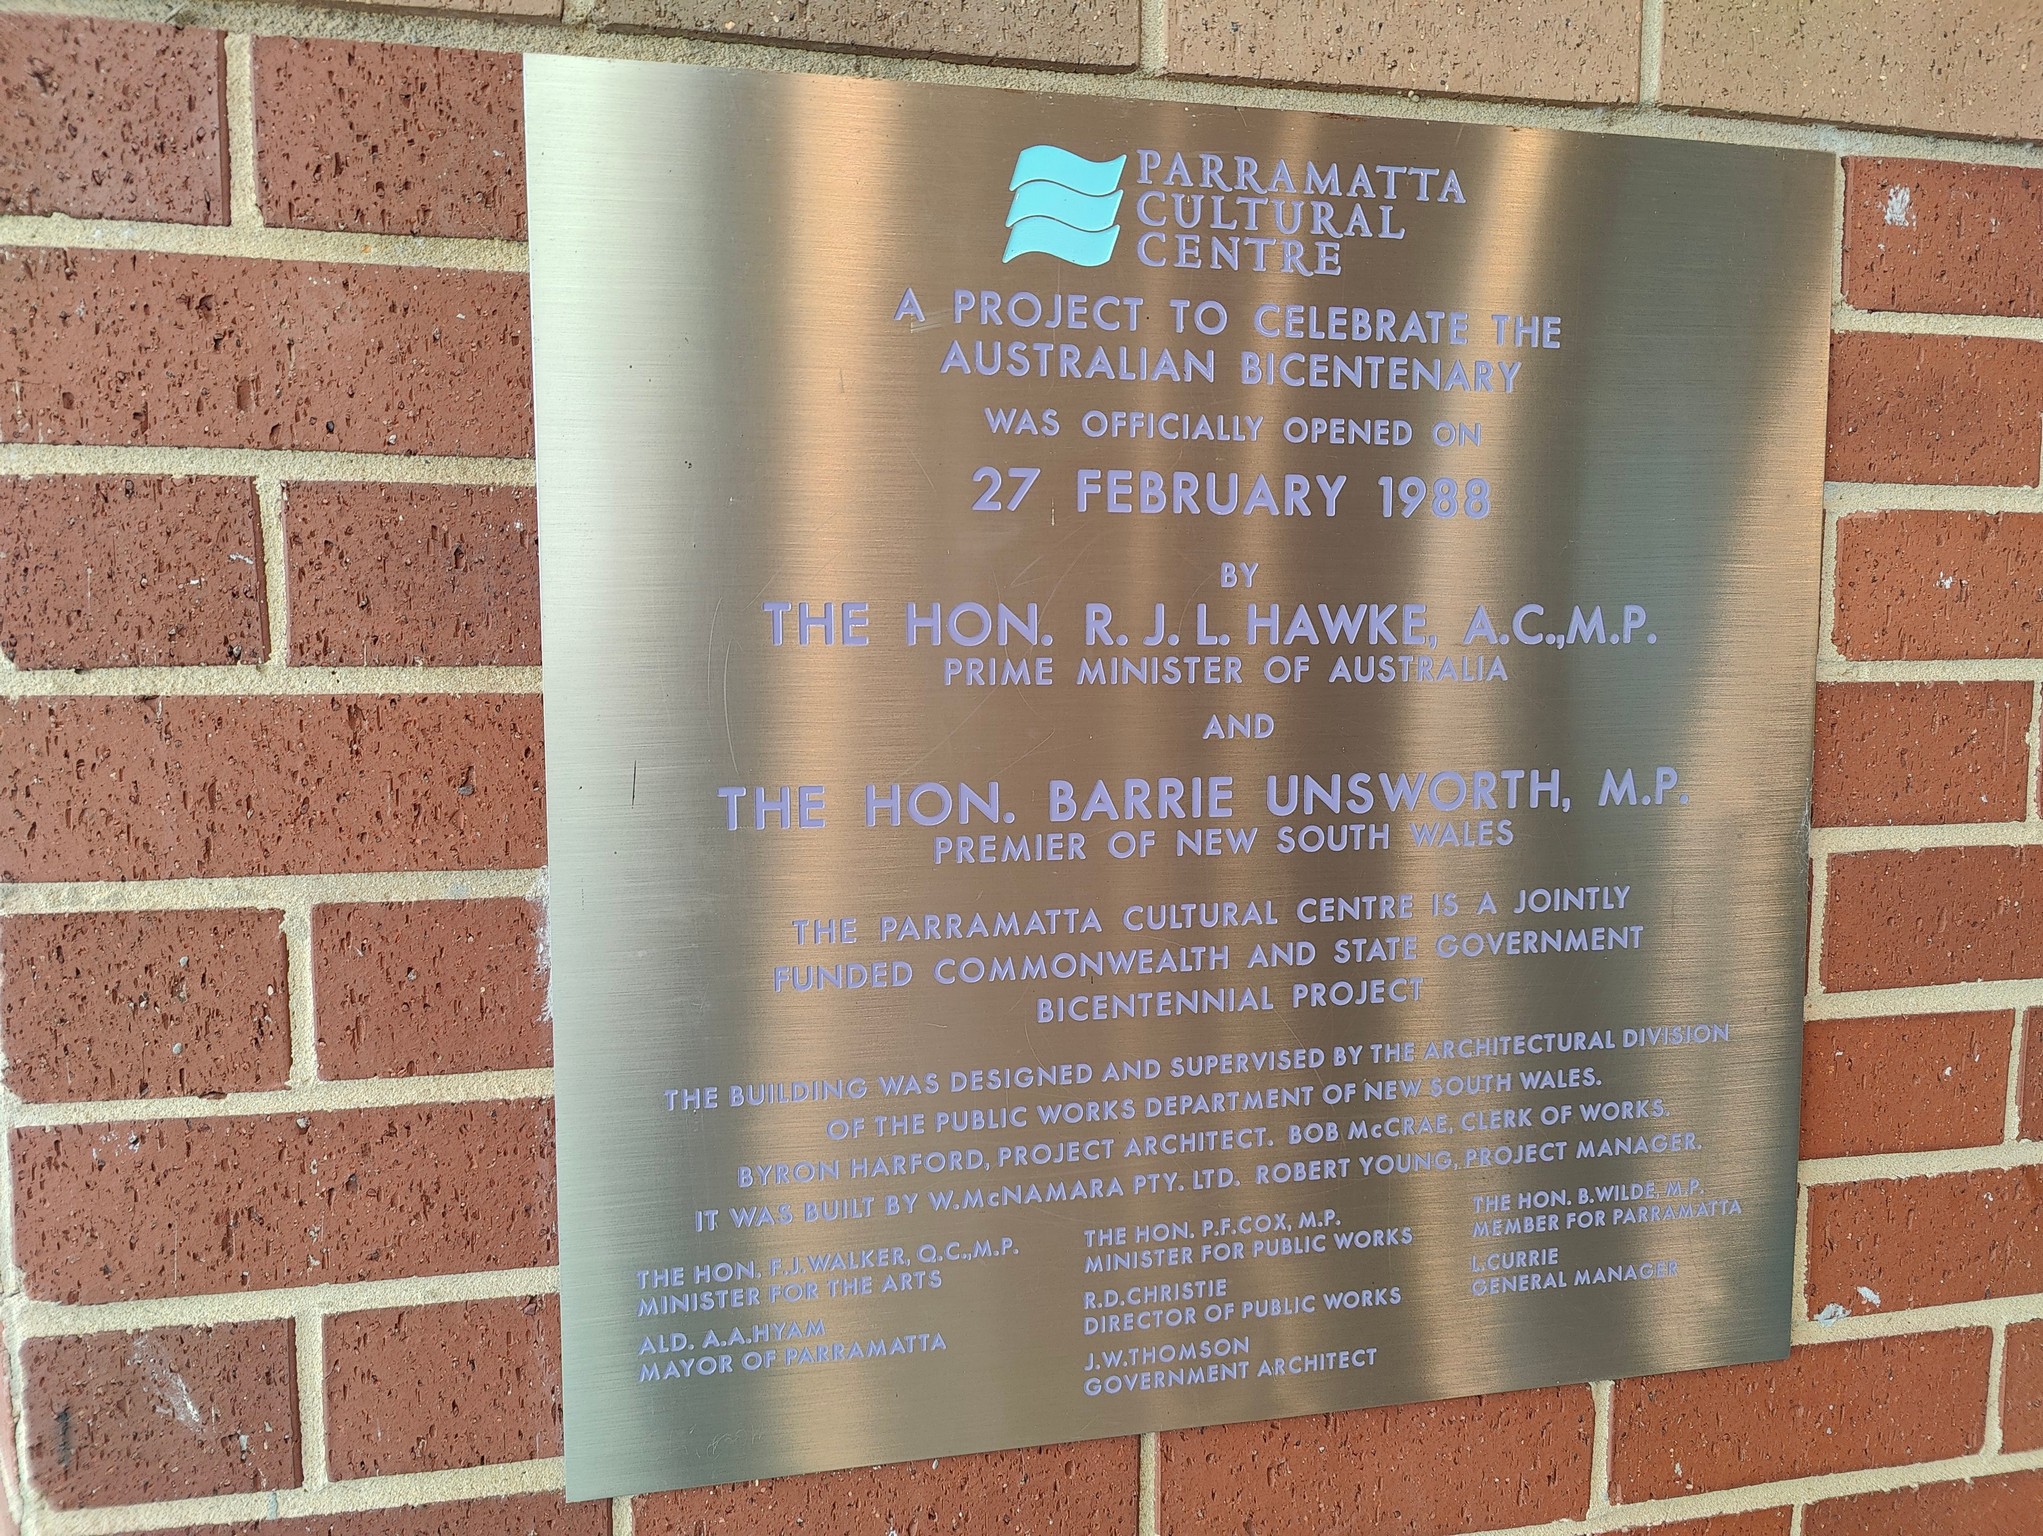 PARRAMATTA
CULTURAL
CENTRE
A PROJECT TO CELEBRATE THE
AUSTRALIAN BICENTENARY
WAS OFFICIALLY OPENED ON
27 FEBRUARY 1988
BY
THE HON. R. J. L. HAWKE, A.C.,M.P.
PRIME MINISTER OF AUSTRALIA
AND
THE HON. BARRIE UNSWORTH, M.P.
PREMIER OF NEW SOUTH WALES
THE PARRAMATTA CULTURAL CENTRE IS A JOINTLY
FUNDED COMMONWEALTH AND STATE GOVERNMENT
BICENTENNIAL PROJECT
THE BUILDING WAS DESIGNED AND SUPERVISED BY THE ARCHITECTURAL DIVISION
OF THE PUBLIC WORKS DEPARTMENT OF NEW SOUTH WALES.
BYRON HARFORD, PROJECT ARCHITECT. BOB McCRAE, CLERK OF WORKS.
IT WAS BUILT BY W.McNAMARA PTY. LTD. ROBERT YOUNG, PROJECT MANAGER.
THE HON. F.J.WALKER, Q.C.,M.P.
MINISTER FOR THE ARTS
ALD. A.A.HYAM
MAYOR OF PARRAMATTA
THE HON. P.F.COX, M.P.
MINISTER FOR PUBLIC WORKS
R.D.CHRISTIE
DIRECTOR OF PUBLIC WORKS
J.W.THOMSON
GOVERNMENT ARCHITECT
THE HON. B.WILDE, M.P.
MEMBER FOR PARRAMATTA
L.CURRIE
GENERAL MANAGER